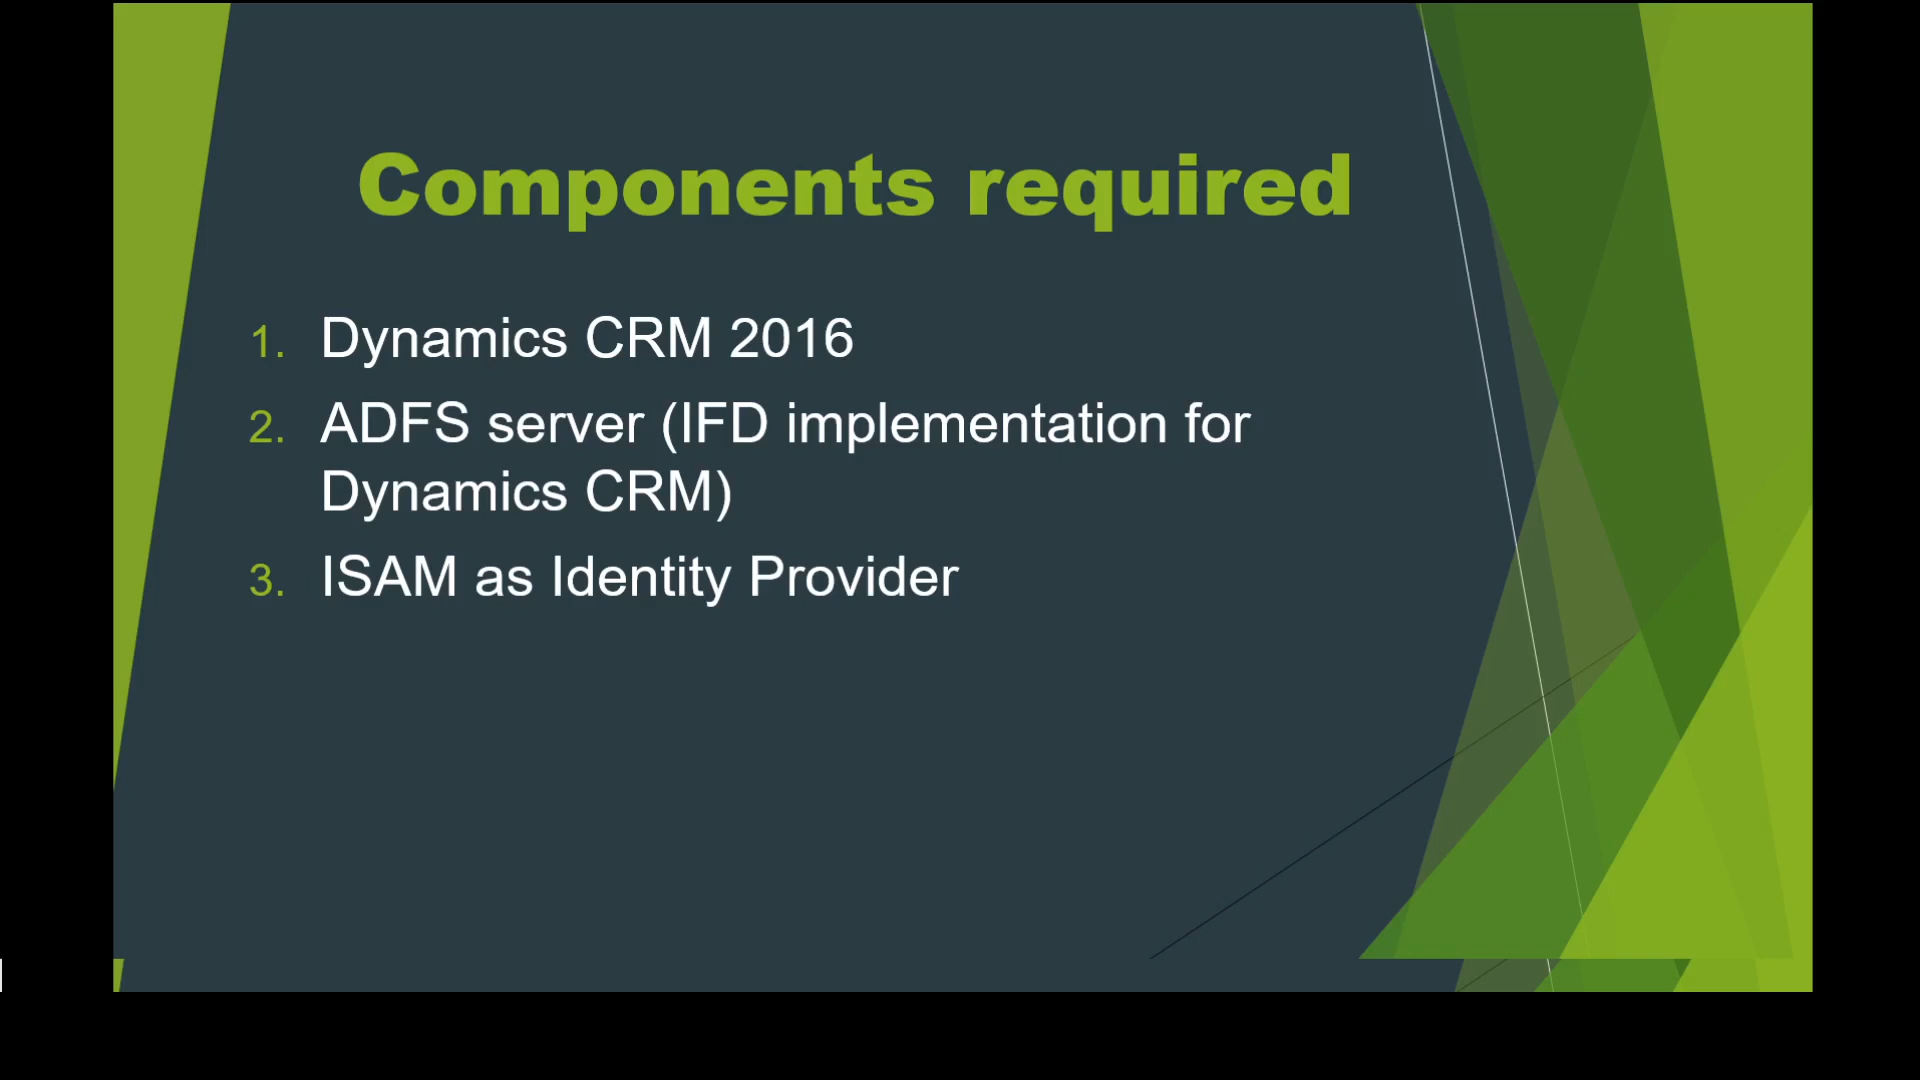 Components required
1. Dynamics CRM 2016
2. ADFS server (IFD implementation for
Dynamics CRM)
3. ISAM as Identity Provider